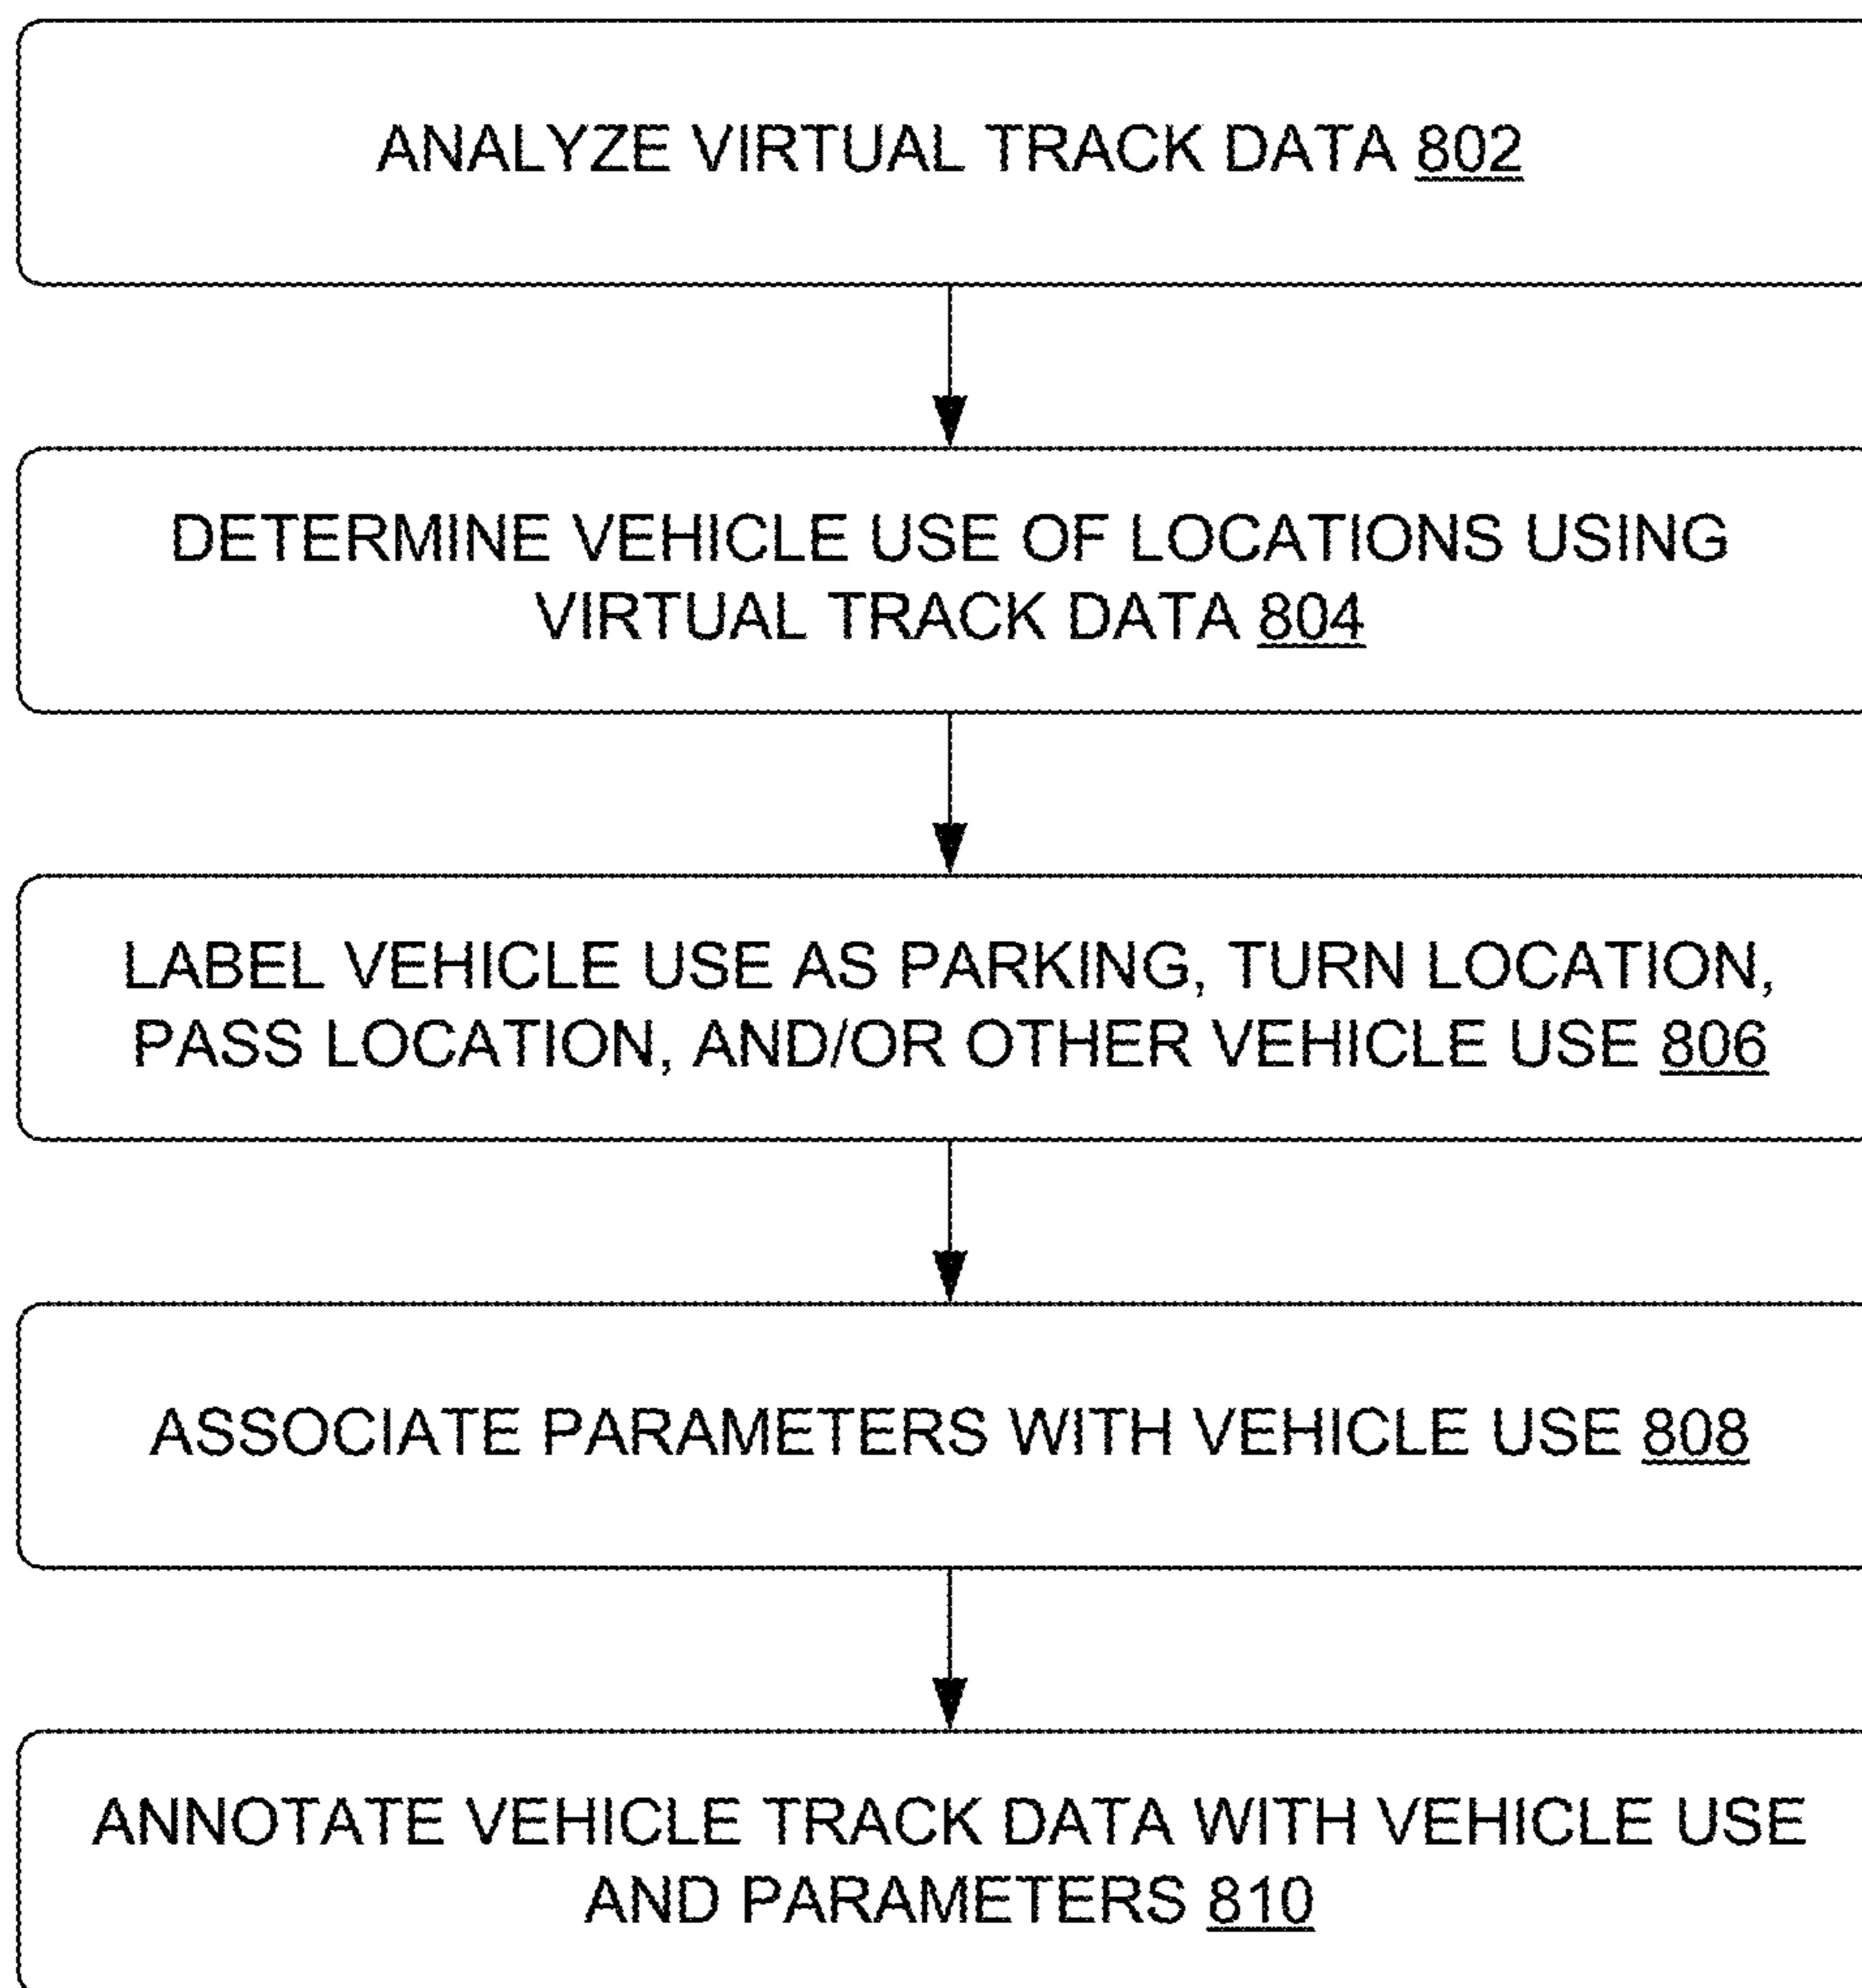 ANALYZE VIRTUAL TRACK DATA 802
DETERMINE VEHICLE USE OF LOCATIONS USING
VIRTUAL TRACK DATA 804
LABEL VEHICLE USE AS PARKING, TURN LOCATION,
PASS LOCATION, AND/OR OTHER VEHICLE USE 806
ASSOCIATE PARAMETERS WITH VEHICLE USE 808
ANNOTATE VEHICLE TRACK DATA WITH VEHICLE USE
AND PARAMETERS 810